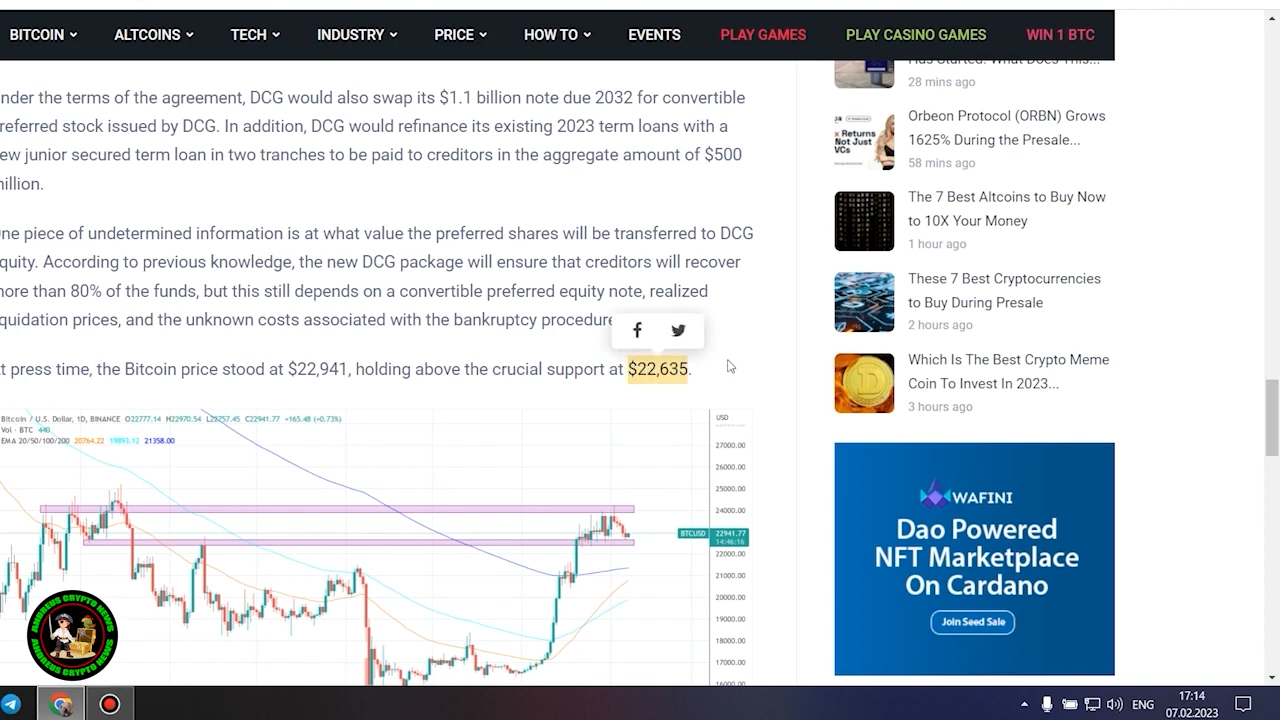 BITCOIN ALTCOINS TECH INDUSTRY PRICE HOW TO EVENTS PLAY GAMES PLAY CASINO GAMES WIN 1 BTC
nder the terms of the agreement, DCG would also swap its $1.1 billion note due 2032 for convertible
referred stock issued by DCG. In addition, DCG would refinance its existing 2023 term loans with a
ew junior secured term loan in two tranches to be paid to creditors in the aggregate amount of $500
illion.
ne piece of undetermined information is at what value the preferred shares will be transferred to DCG
quity. According to previous knowledge, the new DCG package will ensure that creditors will recover
ore than 80% of the funds, but this still depends on a convertible preferred equity note, realized
quidation prices, and the unknown costs associated with the bankruptcy procedure
t press time, the Bitcoin price stood at $22,941, holding above the crucial support at $22,635.
Bitcoin / U.S. Dollar, 1D, BINANCE O22777.14 H22970.54 L22757.45 C22941.77 +165.48 (+0.73%)
Vol · BTC 440
EMA 20/50/100/200 20764.22 19893.12 21358.00
USD
27000.00
26000.00
25000.00
24000.00
BTCUSD 22941.77
14:46:16
22000.00
21000.00
20000.00
19000.00
18000.00
17000.00
16000.00
Has Started: What Does This...
28 mins ago
Orbeon Protocol (ORBN) Grows
1625% During the Presale...
58 mins ago
Returns
Not Just
VCs
The 7 Best Altcoins to Buy Now
to 10X Your Money
1 hour ago
These 7 Best Cryptocurrencies
to Buy During Presale
2 hours ago
Which Is The Best Crypto Meme
Coin To Invest In 2023...
3 hours ago
WAFINI
Dao Powered
NFT Marketplace
On Cardano
Join Seed Sale
ANDREUS CRYPTO NEWS
ANDREUS CRYPTO NEWS
ENG
17:14
07.02.2023